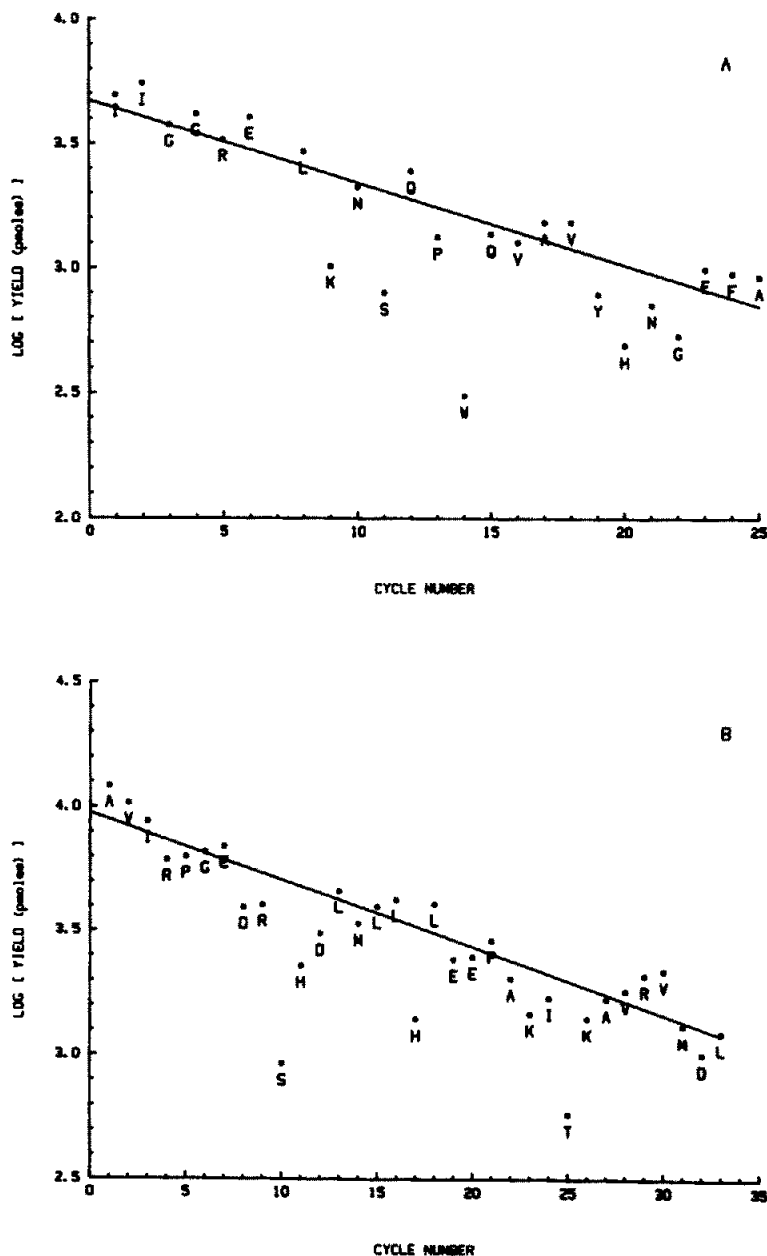 4.0
A
3.5
3.0
2.5
2.0
LOG [ YIELD (pmoles) ]
I I G G R E L K N S Q P W Q V A V Y H N G E F A
0 5 10 15 20 25
CYCLE NUMBER
4.5
B
4.0
3.5
3.0
2.5
LOG [ YIELD (pmoles) ]
A V I R P G E D R S H D L M L L H L E E P A K I T K A V R V M D L
0 5 10 15 20 25 30 35
CYCLE NUMBER